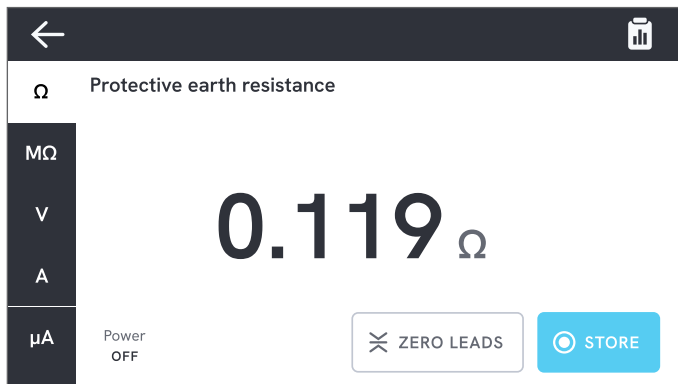 Ω
Protective earth resistance
MΩ
V
A
μA
0.119 Ω
Power
OFF
ZERO LEADS
STORE